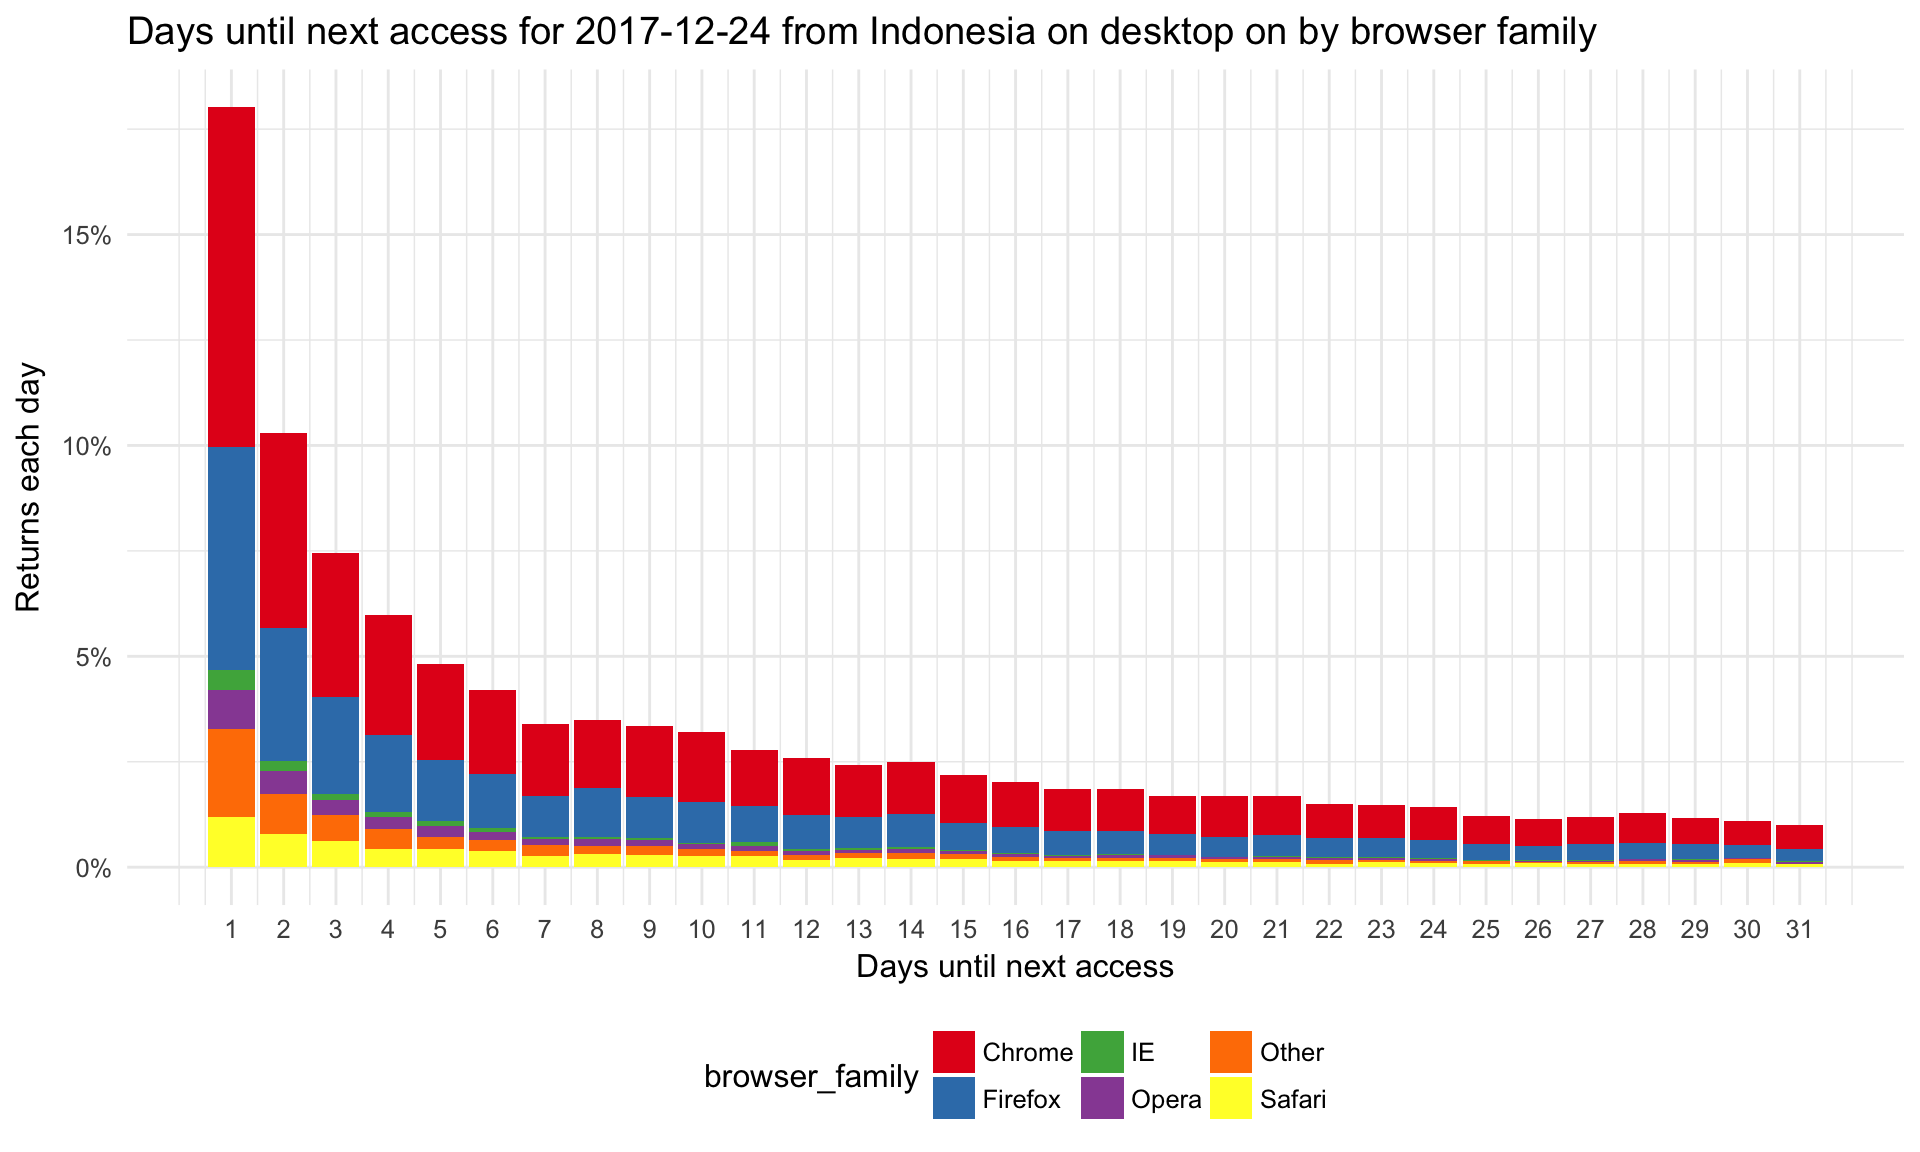 Days until next access for 2017-12-24 from Indonesia on desktop on by browser family
Returns each day
15%
10%
5%
0%
1 2 3 4 5 6 7 8 9 10 11 12 13 14 15 16 17 18 19 20 21 22 23 24 25 26 27 28 29 30 31
Days until next access
browser_family
Chrome IE Other
Firefox Opera Safari